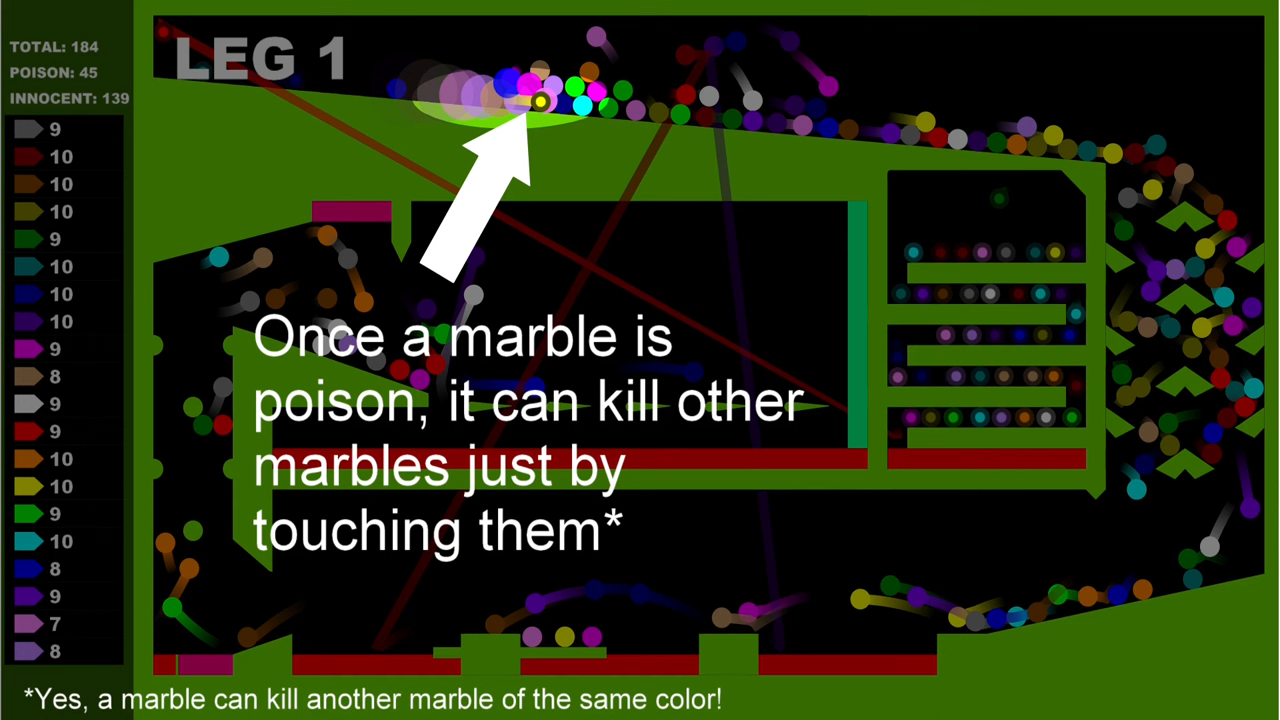 LEG 1
TOTAL: 184
POISON: 45
INNOCENT: 139
9
10
10
10
9
10
10
10
9
8
9
9
10
10
9
10
8
9
7
8
Once a marble is
poison, it can kill other
marbles just by
touching them*
*Yes, a marble can kill another marble of the same color!